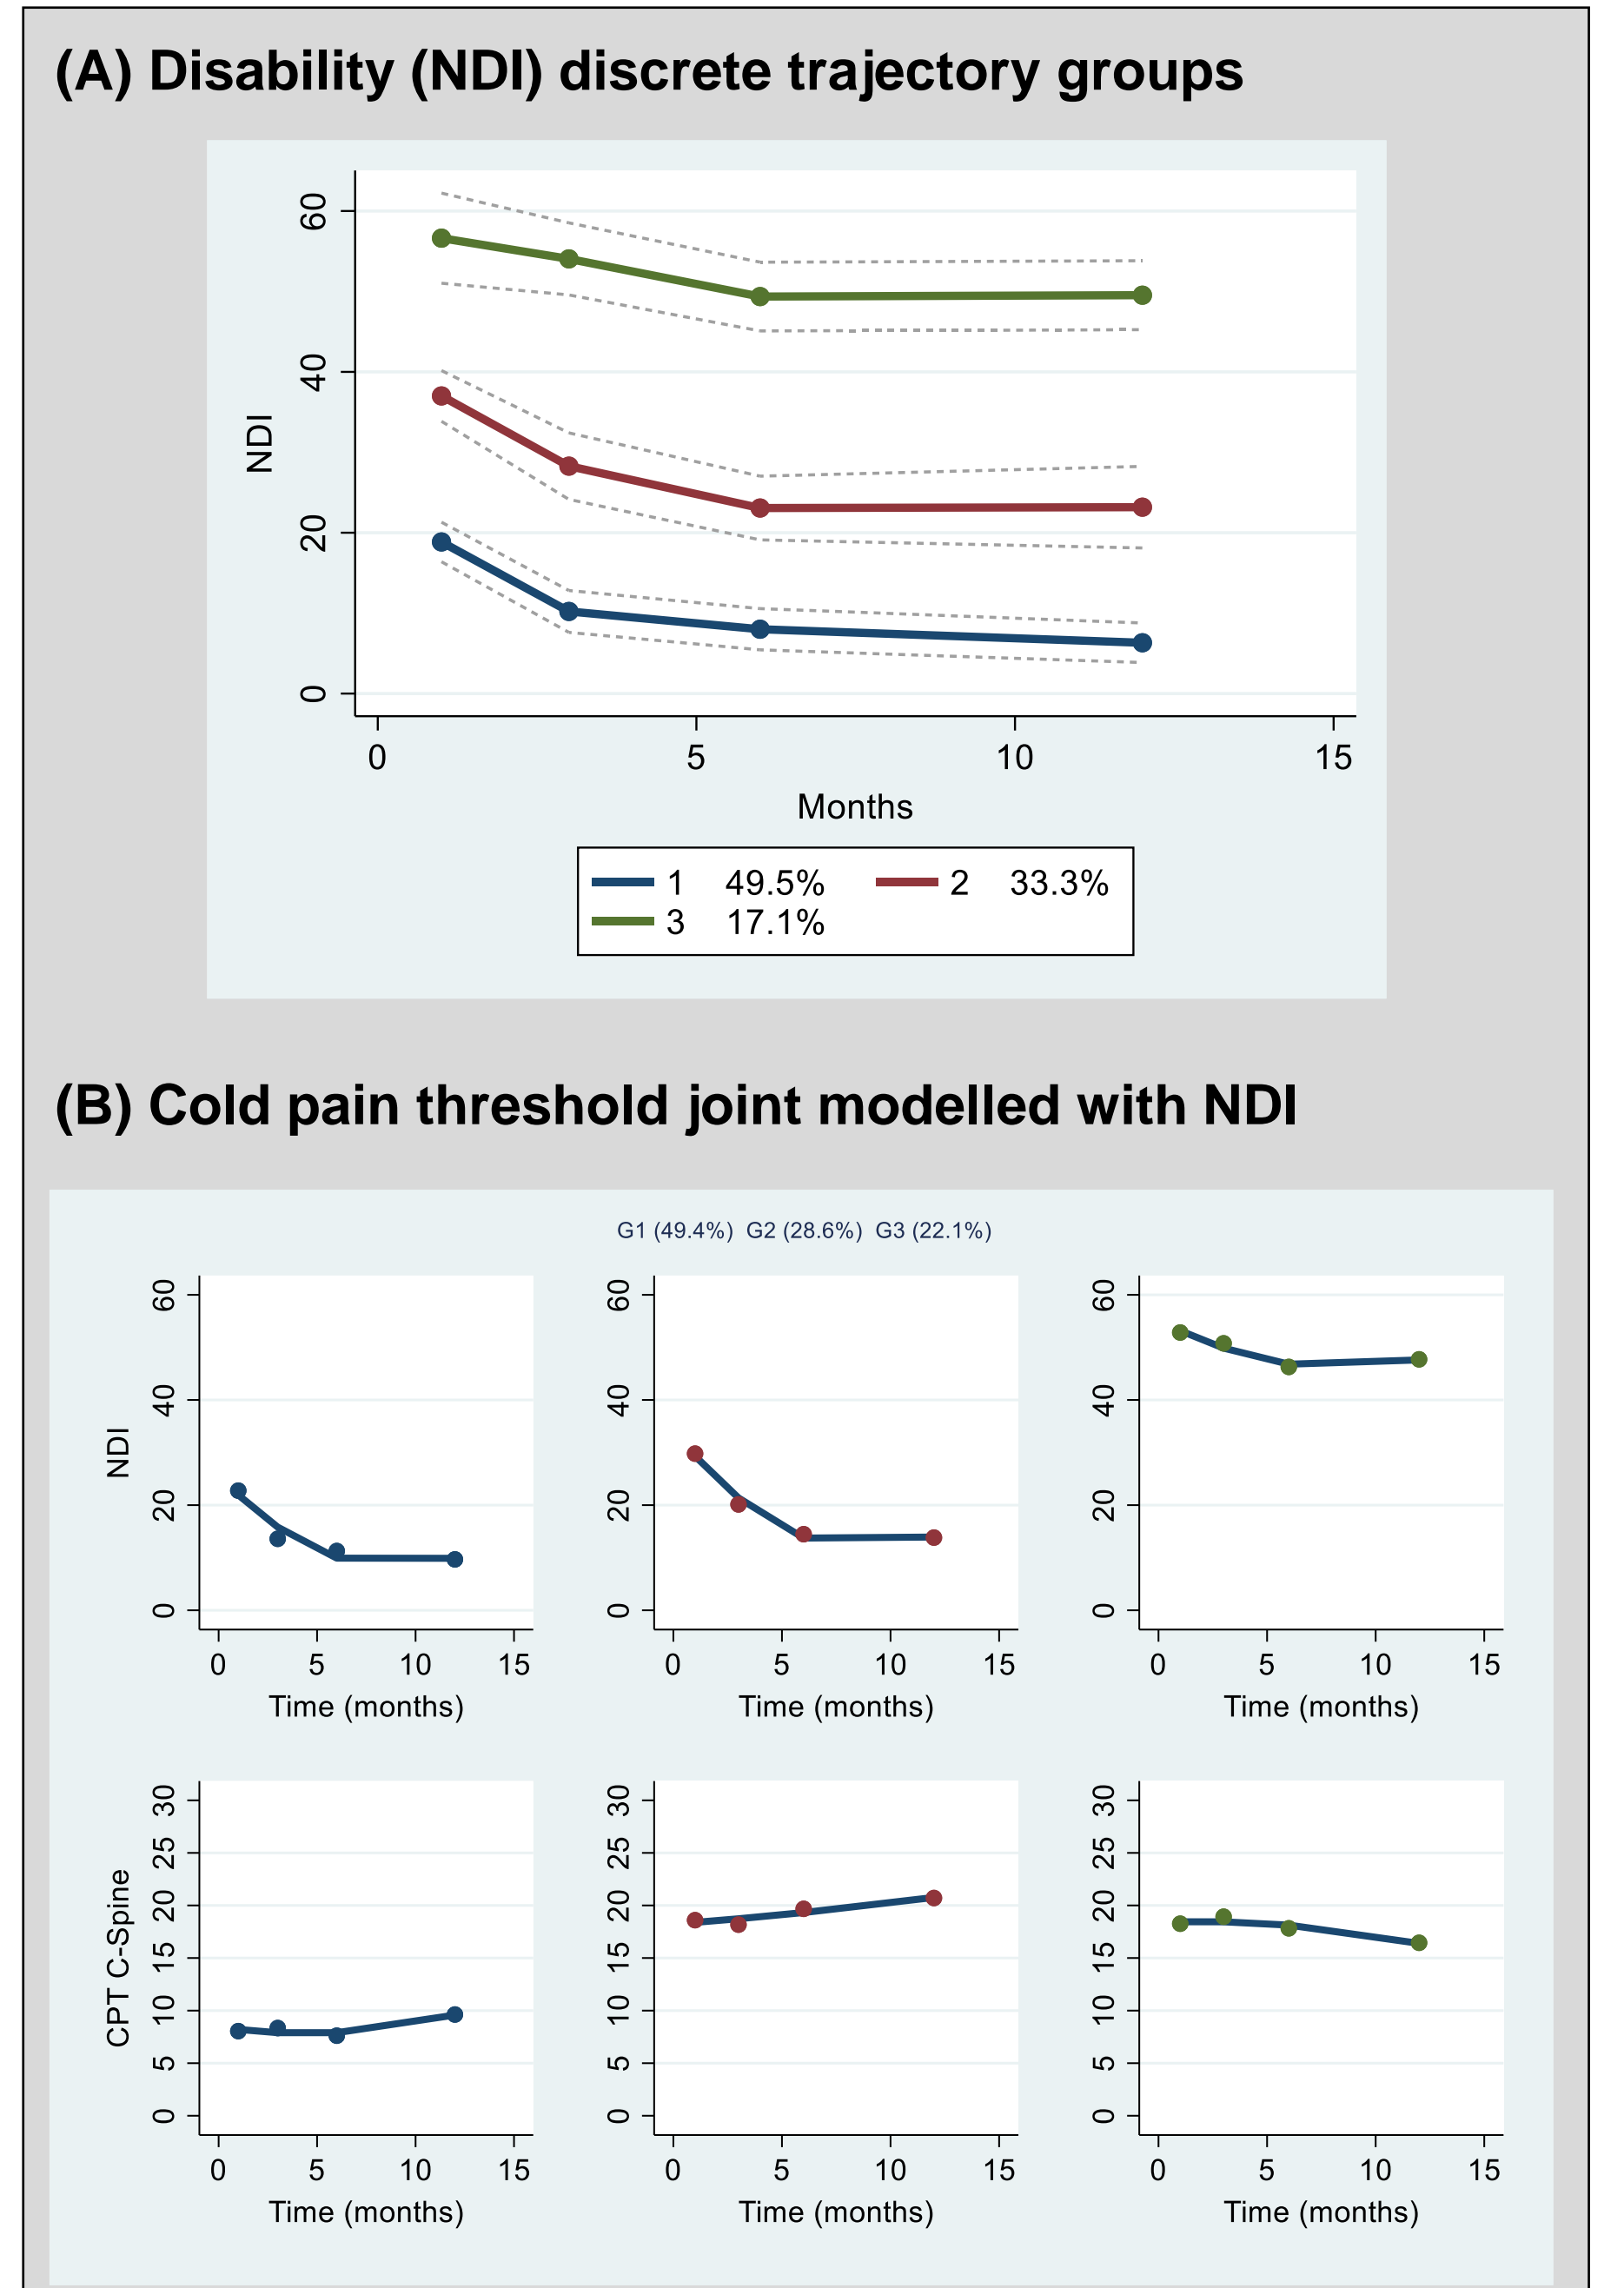 (A) Disability (NDI) discrete trajectory groups
60
40
20
0
NDI
0 5 10 15
Months
1 49.5% 2 33.3%
3 17.1%
(B) Cold pain threshold joint modelled with NDI
G1 (49.4%) G2 (28.6%) G3 (22.1%)
NDI
60
40
20
0
0 5 10 15
Time (months)
60
40
20
0
0 5 10 15
Time (months)
60
40
20
0
0 5 10 15
Time (months)
CPT C-Spine
30
25
20
15
10
5
0
0 5 10 15
Time (months)
30
25
20
15
10
5
0
0 5 10 15
Time (months)
30
25
20
15
10
5
0
0 5 10 15
Time (months)